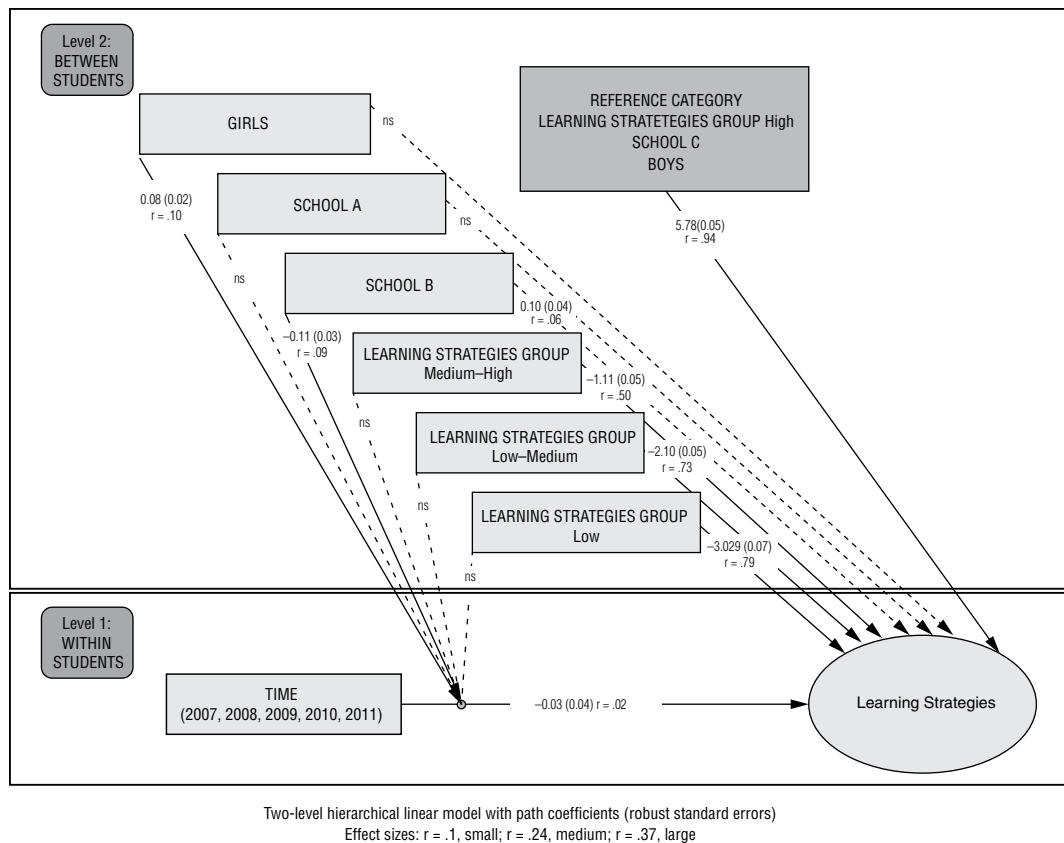 Level 2:
BETWEEN
STUDENTS
GIRLS
ns
REFERENCE CATEGORY
LEARNING STRATETEGIES GROUP High
SCHOOL C
BOYS
0.08 (0.02)
r = .10
SCHOOL A
ns
5.78(0.05)
r = .94
ns
SCHOOL B
0.10 (0.04)
r = .06
–0.11 (0.03)
r = .09
LEARNING STRATEGIES GROUP
Medium–High
–1.11 (0.05)
r = .50
ns
LEARNING STRATEGIES GROUP
Low–Medium
–2.10 (0.05)
r = .73
ns
LEARNING STRATEGIES GROUP
Low
–3.029 (0.07)
r = .79
ns
Level 1:
WITHIN
STUDENTS
TIME
(2007, 2008, 2009, 2010, 2011)
–0.03 (0.04) r = .02
Learning Strategies
Two-level hierarchical linear model with path coefficients (robust standard errors)
Effect sizes: r = .1, small; r = .24, medium; r = .37, large